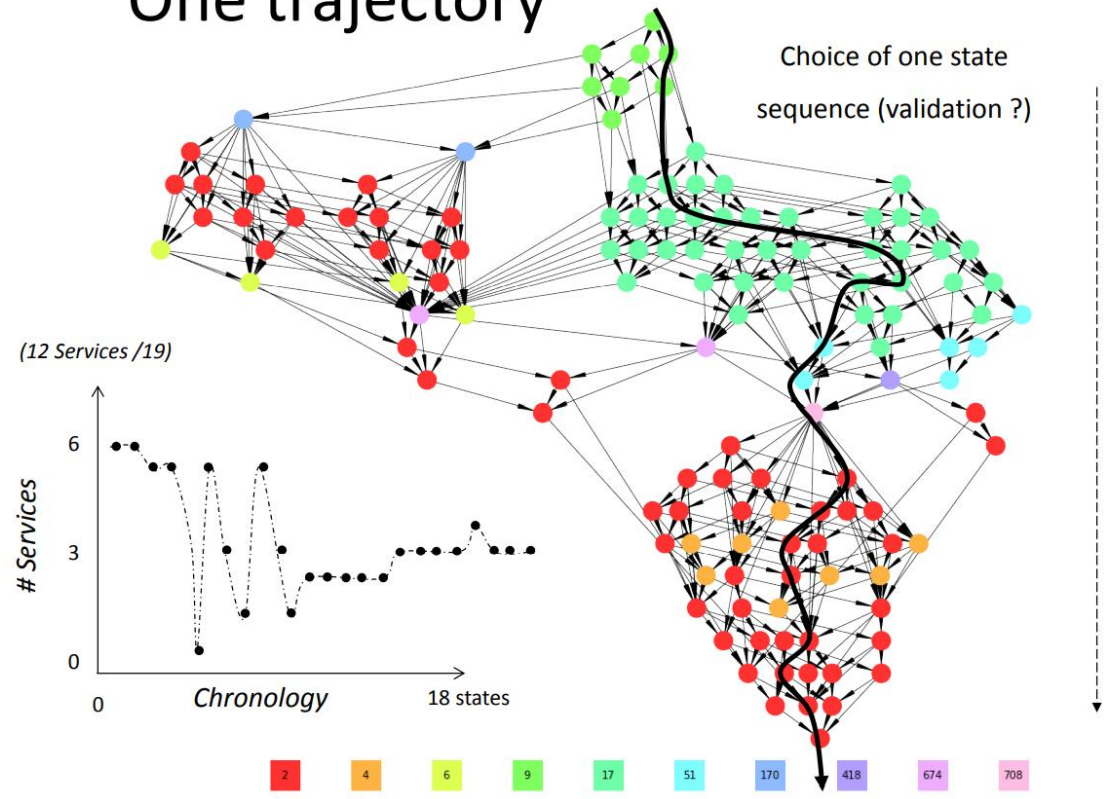 One trajectory
Choice of one state
sequence (validation ?)
(12 Services /19)
6
3
0
# Services
0
Chronology
18 states
2
4
6
9
17
51
170
418
674
708